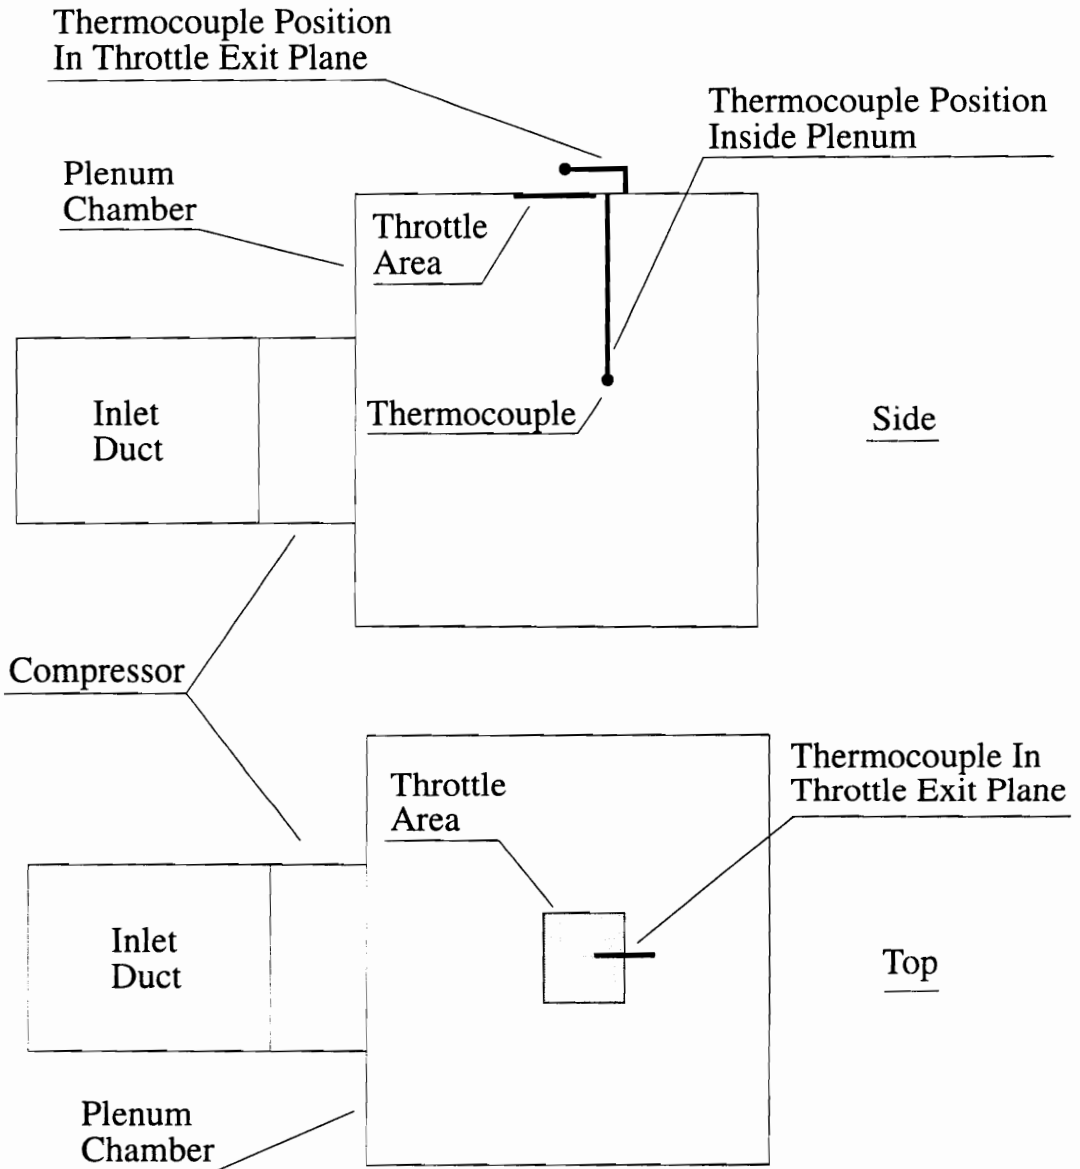 Thermocouple Position
In Throttle Exit Plane
Thermocouple Position
Inside Plenum
Plenum
Chamber
Throttle
Area
Inlet
Duct
Thermocouple
Side
Compressor
Throttle
Area
Thermocouple In
Throttle Exit Plane
Inlet
Duct
Top
Plenum
Chamber